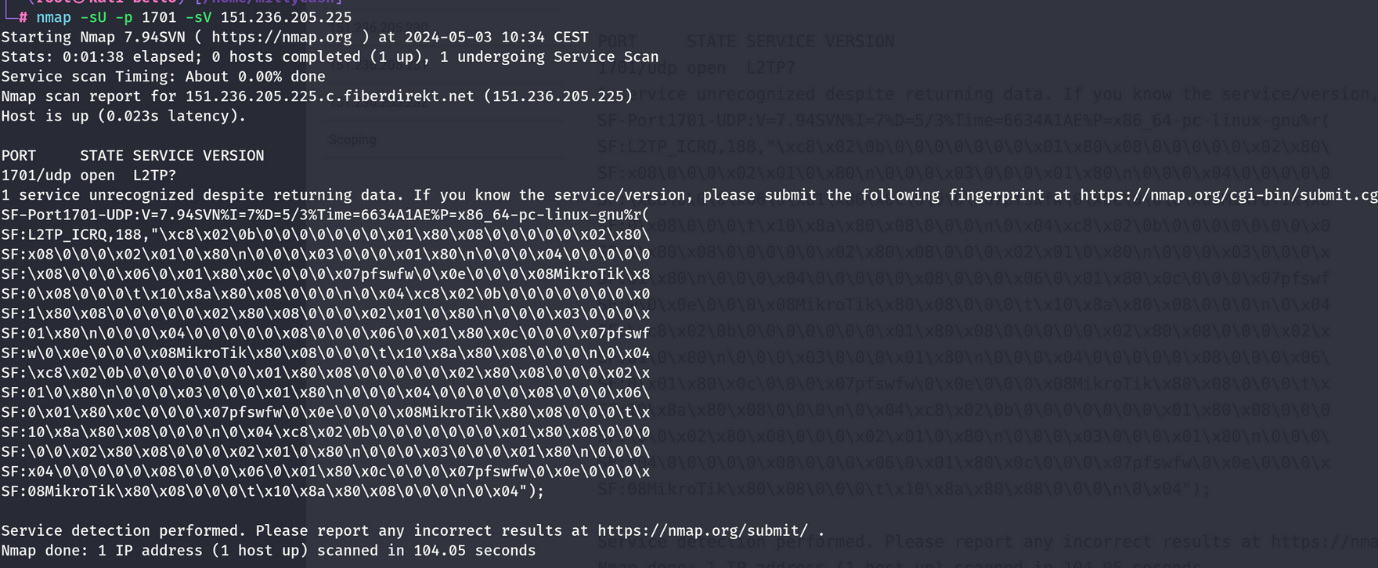 └─# nmap -sU -p 1701 -sV 151.236.205.225
Starting Nmap 7.94SVN ( https://nmap.org ) at 2024-05-03 10:34 CEST
Stats: 0:01:38 elapsed; 0 hosts completed (1 up), 1 undergoing Service Scan
Service scan Timing: About 0.00% done
Nmap scan report for 151.236.205.225.c.fiberdirekt.net (151.236.205.225)
Host is up (0.023s latency).
PORT     STATE SERVICE VERSION
1701/udp open  L2TP?
1 service unrecognized despite returning data. If you know the service/version, please submit the following fingerprint at https://nmap.org/cgi-bin/submit.cg
SF-Port1701-UDP:V=7.94SVN%I=7%D=5/3%Time=6634A1AE%P=x86_64-pc-linux-gnu%r(
SF:L2TP_ICRQ,188,"\xc8\x02\0b\0\0\0\0\0\0\0\x01\x80\x08\0\0\0\0\0\x02\x80\
SF:x08\0\0\0\x02\x01\0\x80\n\0\0\0\x03\0\0\0\x01\x80\n\0\0\0\x04\0\0\0\0\0
SF:\x08\0\0\0\x06\0\x01\x80\x0c\0\0\0\x07pfswfw\0\x0e\0\0\0\x08MikroTik\x8
SF:0\x08\0\0\0\t\x10\x8a\x80\x08\0\0\0\n\0\x04\xc8\x02\0b\0\0\0\0\0\0\0\x0
SF:1\x80\x08\0\0\0\0\0\x02\x80\x08\0\0\0\x02\x01\0\x80\n\0\0\0\x03\0\0\0\x
SF:01\x80\n\0\0\0\x04\0\0\0\0\0\x08\0\0\0\x06\0\x01\x80\x0c\0\0\0\x07pfswf
SF:w\0\x0e\0\0\0\x08MikroTik\x80\x08\0\0\0\t\x10\x8a\x80\x08\0\0\0\n\0\x04
SF:\xc8\x02\0b\0\0\0\0\0\0\0\x01\x80\x08\0\0\0\0\0\x02\x80\x08\0\0\0\x02\x
SF:01\0\x80\n\0\0\0\x03\0\0\0\x01\x80\n\0\0\0\x04\0\0\0\0\0\x08\0\0\0\x06\
SF:0\x01\x80\x0c\0\0\0\x07pfswfw\0\x0e\0\0\0\x08MikroTik\x80\x08\0\0\0\t\x
SF:10\x8a\x80\x08\0\0\0\n\0\x04\xc8\x02\0b\0\0\0\0\0\0\0\x01\x80\x08\0\0\0
SF:\0\0\x02\x80\x08\0\0\0\x02\x01\0\x80\n\0\0\0\x03\0\0\0\x01\x80\n\0\0\0\
SF:x04\0\0\0\0\0\x08\0\0\0\x06\0\x01\x80\x0c\0\0\0\x07pfswfw\0\x0e\0\0\0\x
SF:08MikroTik\x80\x08\0\0\0\t\x10\x8a\x80\x08\0\0\0\n\0\x04");
Service detection performed. Please report any incorrect results at https://nmap.org/submit/ .
Nmap done: 1 IP address (1 host up) scanned in 104.05 seconds
Scoping